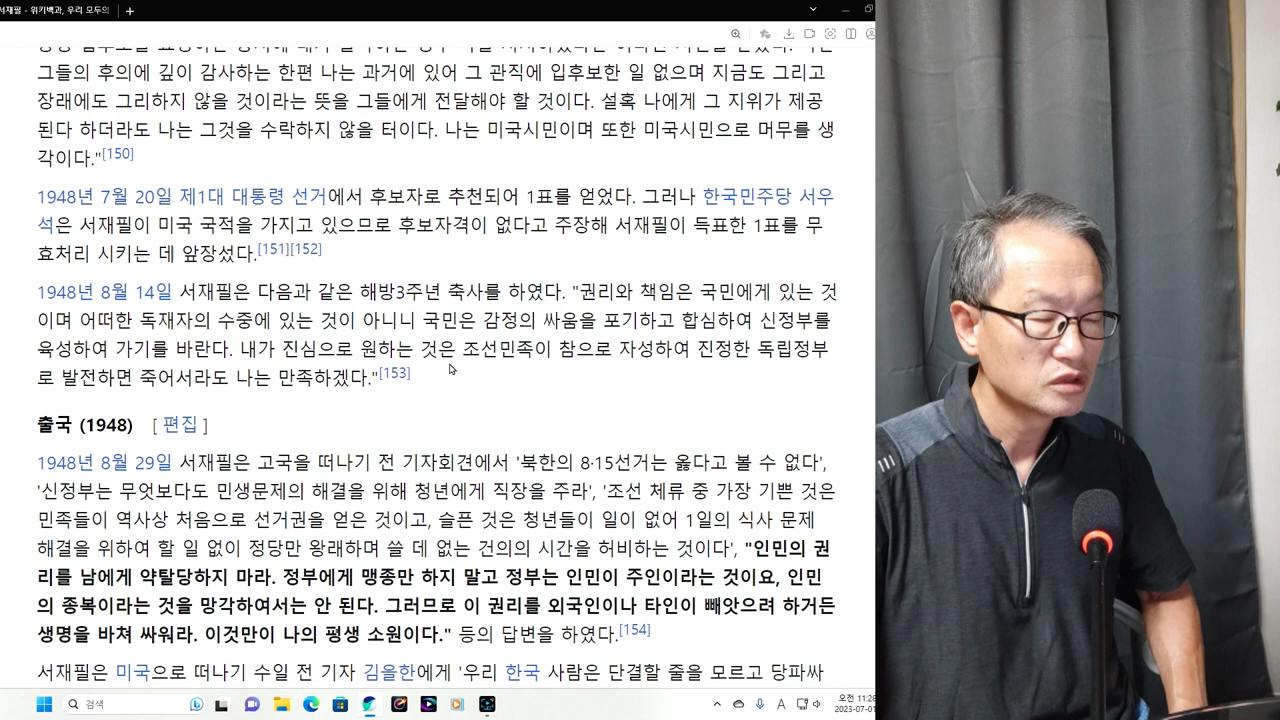 서재필 - 위키백과, 우리 모두의
그들의 후의에 깊이 감사하는 한편 나는 과거에 있어 그 관직에 입후보한 일 없으며 지금도 그리고
장래에도 그리하지 않을 것이라는 뜻을 그들에게 전달해야 할 것이다. 설혹 나에게 그 지위가 제공
된다 하더라도 나는 그것을 수락하지 않을 터이다. 나는 미국시민이며 또한 미국시민으로 머무를 생
각이다."[150]
1948년 7월 20일 제1대 대통령 선거에서 후보자로 추천되어 1표를 얻었다. 그러나 한국민주당 서우
석은 서재필이 미국 국적을 가지고 있으므로 후보자격이 없다고 주장해 서재필이 득표한 1표를 무
효처리 시키는 데 앞장섰다.[151][152]
1948년 8월 14일 서재필은 다음과 같은 해방3주년 축사를 하였다. "권리와 책임은 국민에게 있는 것
이며 어떠한 독재자의 수중에 있는 것이 아니니 국민은 감정의 싸움을 포기하고 합심하여 신정부를
육성하여 가기를 바란다. 내가 진심으로 원하는 것은 조선민족이 참으로 자성하여 진정한 독립정부
로 발전하면 죽어서라도 나는 만족하겠다."[153]
출국 (1948) [ 편집 ]
1948년 8월 29일 서재필은 고국을 떠나기 전 기자회견에서 '북한의 8·15선거는 옳다고 볼 수 없다',
'신정부는 무엇보다도 민생문제의 해결을 위해 청년에게 직장을 주라', '조선 체류 중 가장 기쁜 것은
민족들이 역사상 처음으로 선거권을 얻은 것이고, 슬픈 것은 청년들이 일이 없어 1일의 식사 문제
해결을 위하여 할 일 없이 정당만 왕래하며 쓸 데 없는 건의의 시간을 허비하는 것이다', "인민의 권
리를 남에게 약탈당하지 마라. 정부에게 맹종만 하지 말고 정부는 인민이 주인이라는 것이요, 인민
의 종복이라는 것을 망각하여서는 안 된다. 그러므로 이 권리를 외국인이나 타인이 빼앗으려 하거든
생명을 바쳐 싸워라. 이것만이 나의 평생 소원이다." 등의 답변을 하였다.[154]
서재필은 미국으로 떠나기 수일 전 기자 김을한에게 '우리 한국 사람은 단결할 줄을 모르고 당파싸
검색
A
오전 11:28
2023-07-01